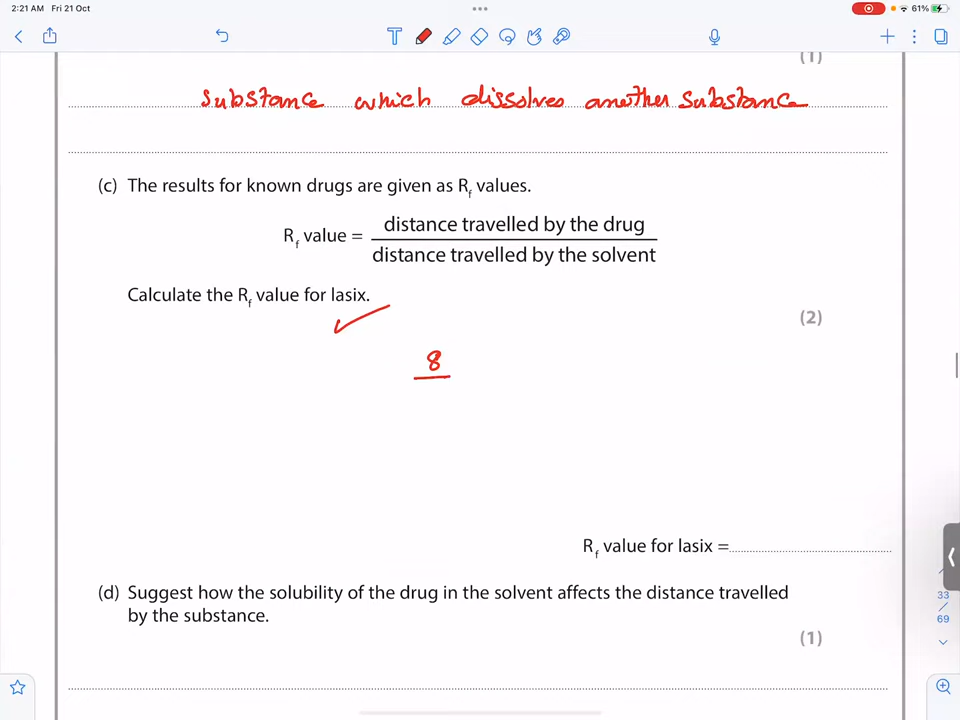 2:21 AM Fri 21 Oct
61%
T
(1)
substance which dissolves another substance
(c) The results for known drugs are given as Rf values.
Rf value = distance travelled by the drug
distance travelled by the solvent
Calculate the Rf value for lasix.
(2)
8
Rf value for lasix =
(d) Suggest how the solubility of the drug in the solvent affects the distance travelled
by the substance.
(1)
33
/
69